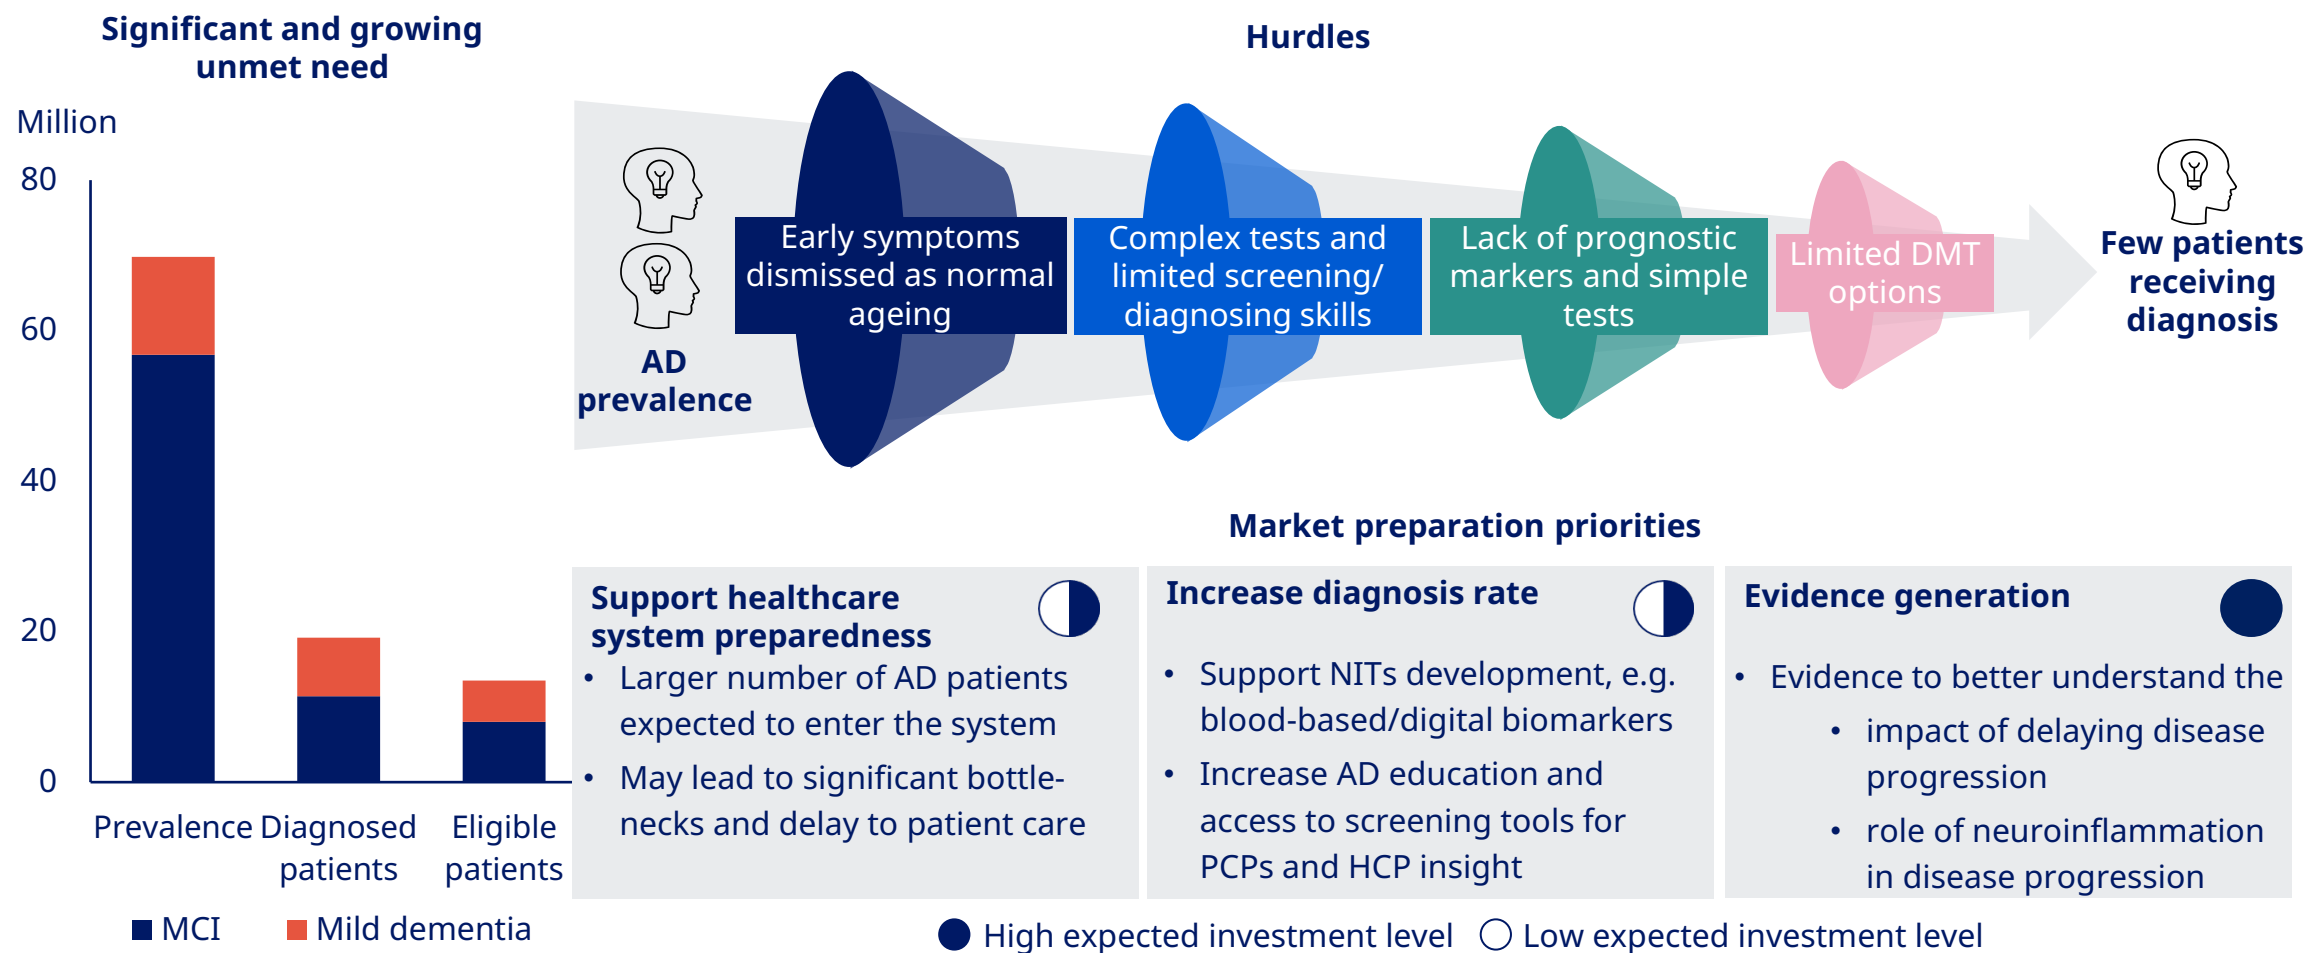 Significant and growing
unmet need
Million
80
60
40
20
0
Prevalence
Diagnosed
patients
Eligible
patients
MCI
Mild dementia
Hurdles
AD
prevalence
Early symptoms
dismissed as normal
ageing
Complex tests and
limited screening/
diagnosing skills
Lack of prognostic
markers and simple
tests
Limited DMT
options
Few patients
receiving
diagnosis
Market preparation priorities
Support healthcare
system preparedness
• Larger number of AD patients
expected to enter the system
• May lead to significant bottle-
necks and delay to patient care
Increase diagnosis rate
• Support NITs development, e.g.
blood-based/digital biomarkers
• Increase AD education and
access to screening tools for
PCPs and HCP insight
Evidence generation
• Evidence to better understand the
• impact of delaying disease
progression
• role of neuroinflammation
in disease progression
High expected investment level
Low expected investment level